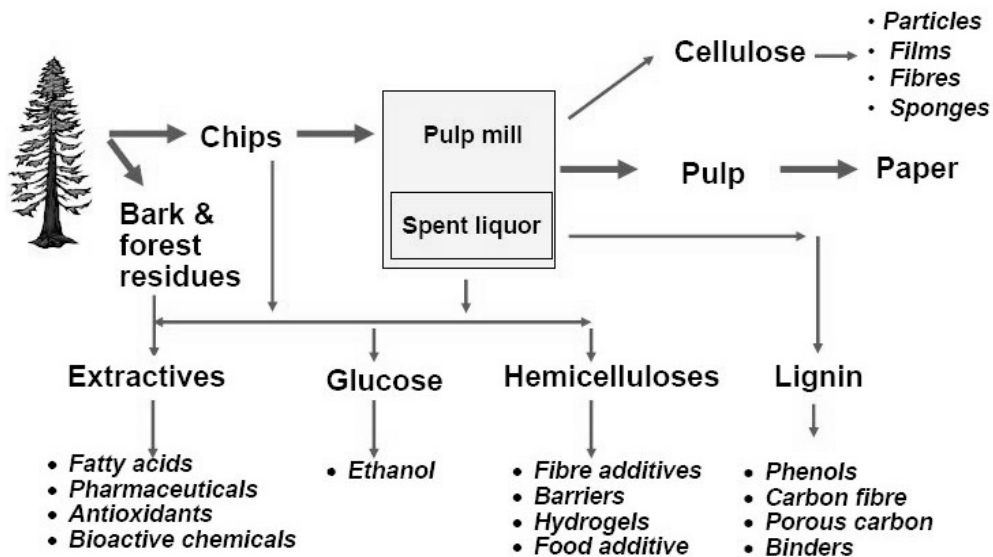 • Particles
• Films
• Fibres
• Sponges
Cellulose
Chips
Pulp mill
Pulp
Paper
Spent liquor
Bark &
forest
residues
Extractives
Glucose
Hemicelluloses
Lignin
• Fatty acids
• Pharmaceuticals
• Antioxidants
• Bioactive chemicals
• Ethanol
• Fibre additives
• Barriers
• Hydrogels
• Food additive
• Phenols
• Carbon fibre
• Porous carbon
• Binders